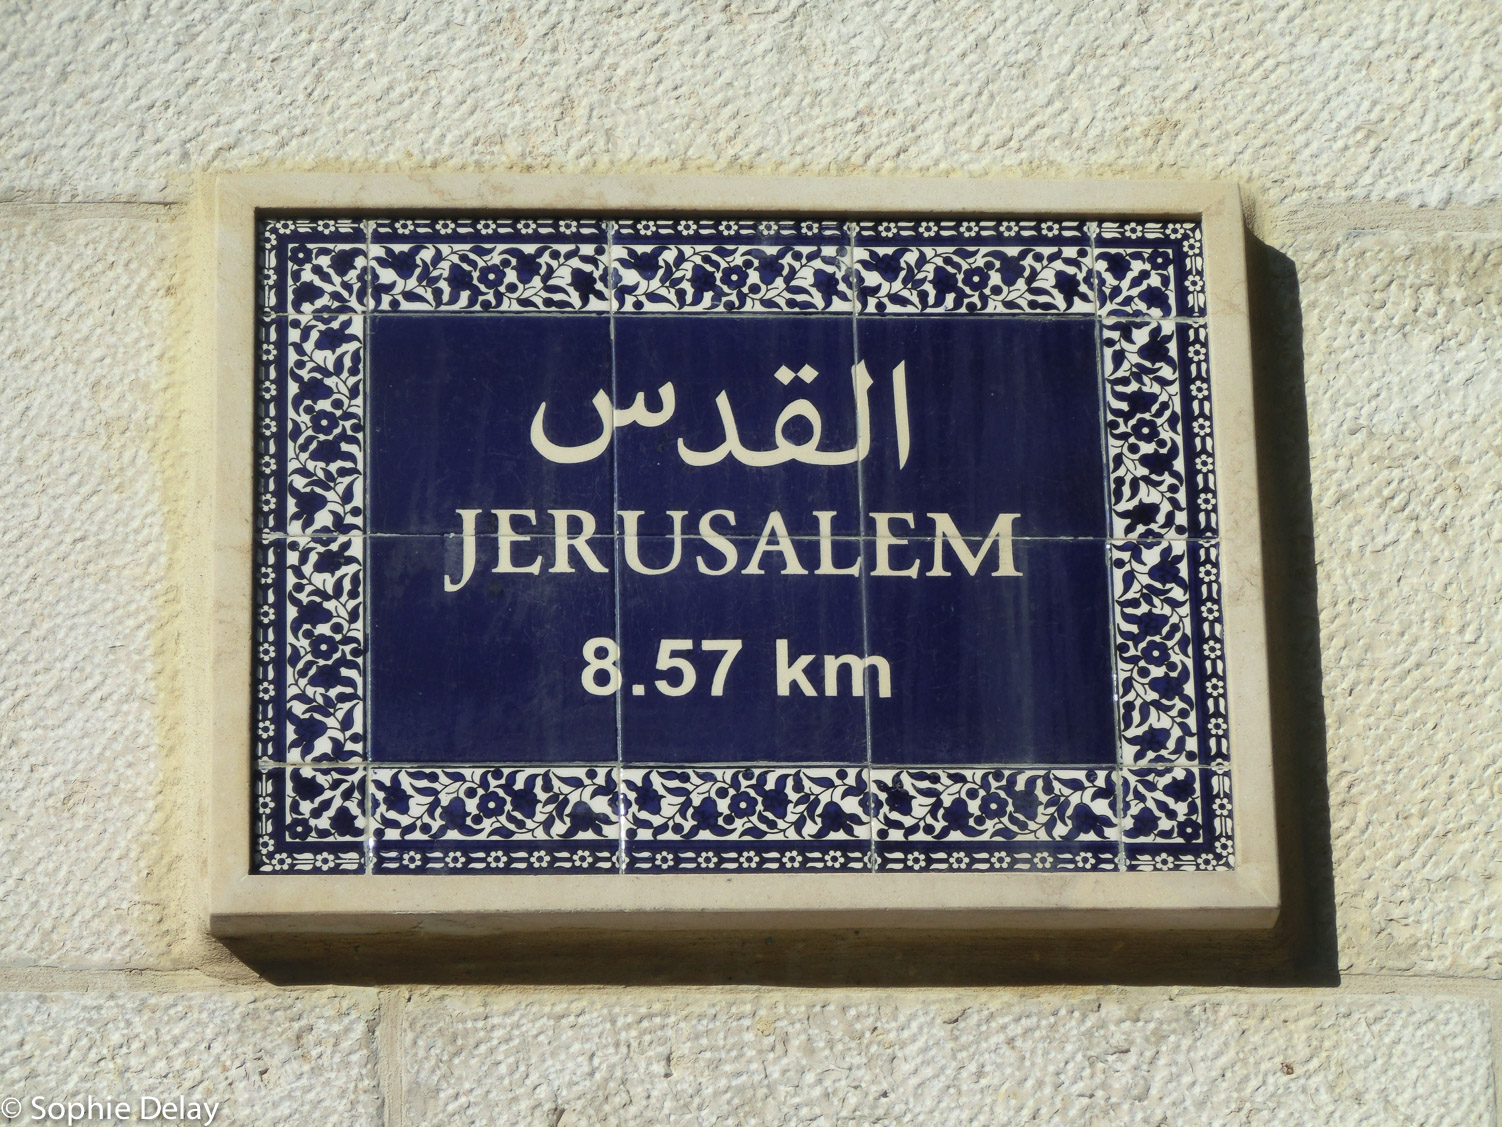 القدس
JERUSALEM
8.57 km
© Sophie Delay